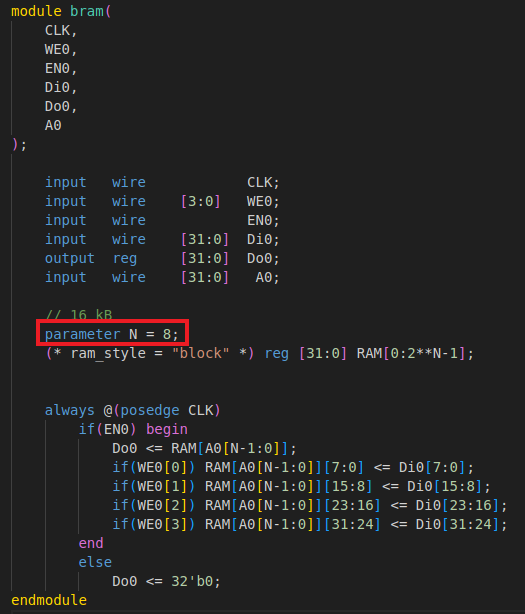 module bram(
    CLK,
    WE0,
    EN0,
    Di0,
    Do0,
    A0
);
    input   wire            CLK;
    input   wire    [3:0]   WE0;
    input   wire            EN0;
    input   wire    [31:0]  Di0;
    output  reg     [31:0]  Do0;
    input   wire    [31:0]   A0;
    // 16 kB
    parameter N = 8;
    (* ram_style = "block" *) reg [31:0] RAM[0:2**N-1];
    always @(posedge CLK)
        if(EN0) begin
            Do0 <= RAM[A0[N-1:0]];
            if(WE0[0]) RAM[A0[N-1:0]][7:0] <= Di0[7:0];
            if(WE0[1]) RAM[A0[N-1:0]][15:8] <= Di0[15:8];
            if(WE0[2]) RAM[A0[N-1:0]][23:16] <= Di0[23:16];
            if(WE0[3]) RAM[A0[N-1:0]][31:24] <= Di0[31:24];
        end
        else
            Do0 <= 32'b0;
endmodule